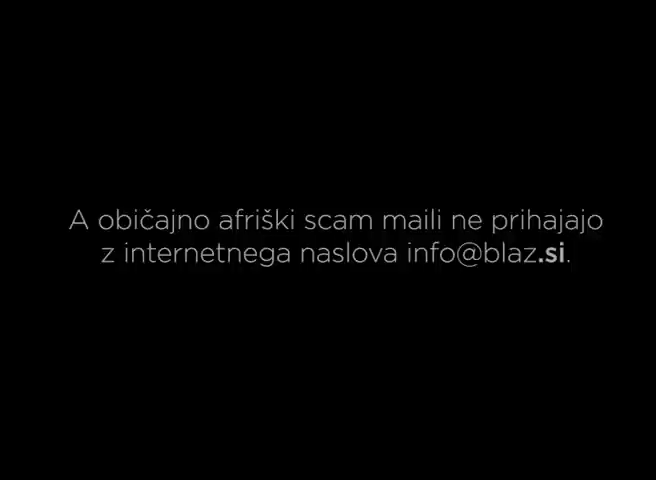 A običajno afriški scam maili ne prihajajo
z internetnega naslova info@blaz.si.